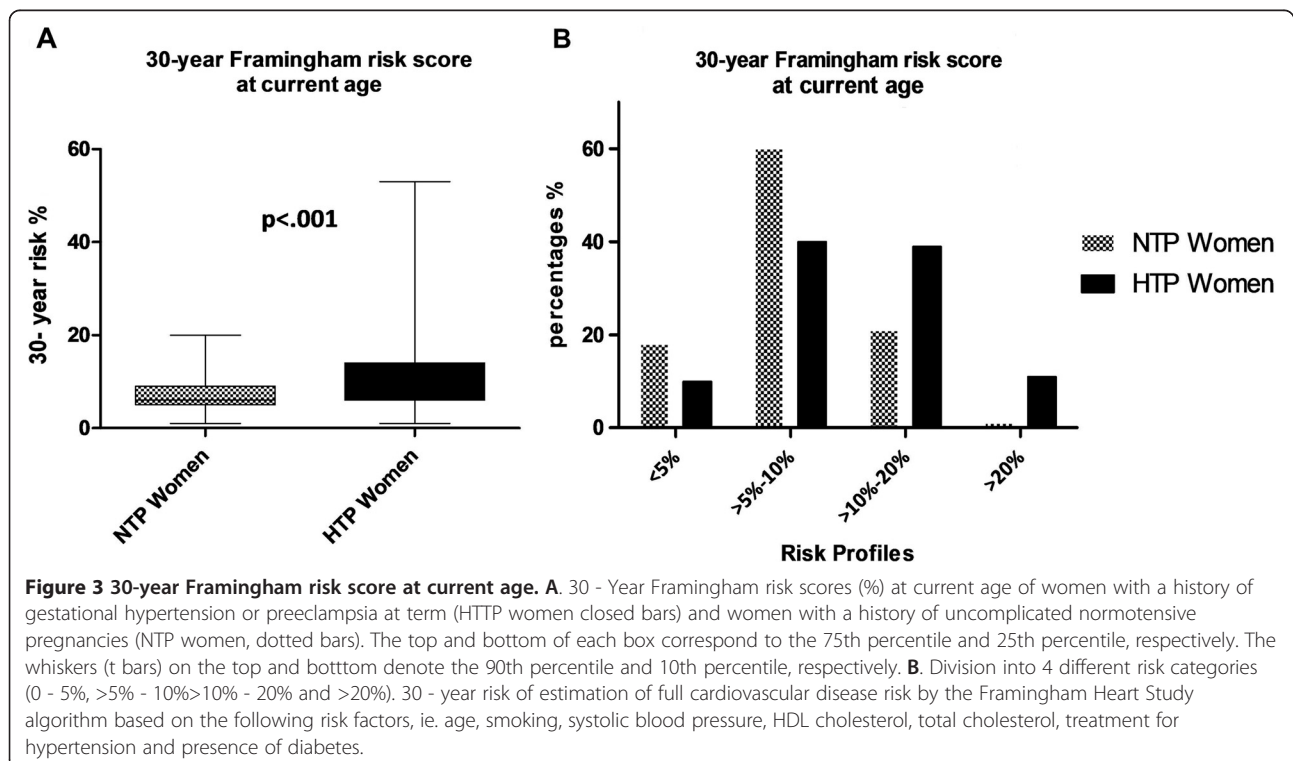 A
30-year Framingham risk score
at current age
30- year risk %
60
40
20
0
p<.001
NTP Women
HTP Women
B
30-year Framingham risk score
at current age
percentages %
60
40
20
0
<5%
>5%-10%
>10%-20%
>20%
Risk Profiles
NTP Women
HTP Women
Figure 3 30-year Framingham risk score at current age. A. 30 - Year Framingham risk scores (%) at current age of women with a history of
gestational hypertension or preeclampsia at term (HTTP women closed bars) and women with a history of uncomplicated normotensive
pregnancies (NTP women, dotted bars). The top and bottom of each box correspond to the 75th percentile and 25th percentile, respectively. The
whiskers (t bars) on the top and botttom denote the 90th percentile and 10th percentile, respectively. B. Division into 4 different risk categories
(0 - 5%, >5% - 10%>10% - 20% and >20%). 30 - year risk of estimation of full cardiovascular disease risk by the Framingham Heart Study
algorithm based on the following risk factors, ie. age, smoking, systolic blood pressure, HDL cholesterol, total cholesterol, treatment for
hypertension and presence of diabetes.